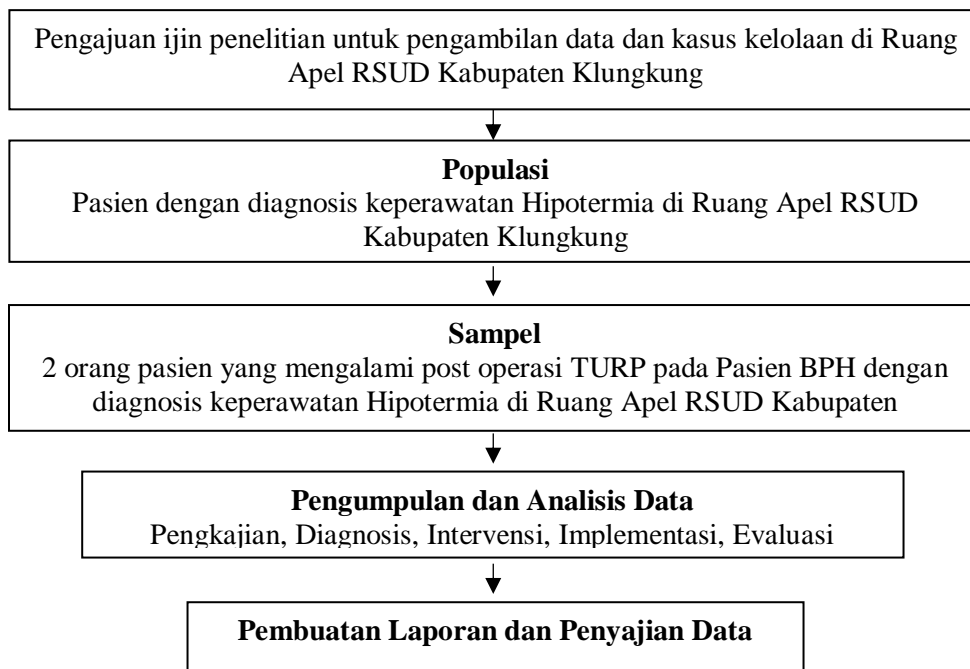 Pengajuan ijin penelitian untuk pengambilan data dan kasus kelolaan di Ruang
Apel RSUD Kabupaten Klungkung
Populasi
Pasien dengan diagnosis keperawatan Hipotermia di Ruang Apel RSUD
Kabupaten Klungkung
Sampel
2 orang pasien yang mengalami post operasi TURP pada Pasien BPH dengan
diagnosis keperawatan Hipotermia di Ruang Apel RSUD Kabupaten
Pengumpulan dan Analisis Data
Pengkajian, Diagnosis, Intervensi, Implementasi, Evaluasi
Pembuatan Laporan dan Penyajian Data